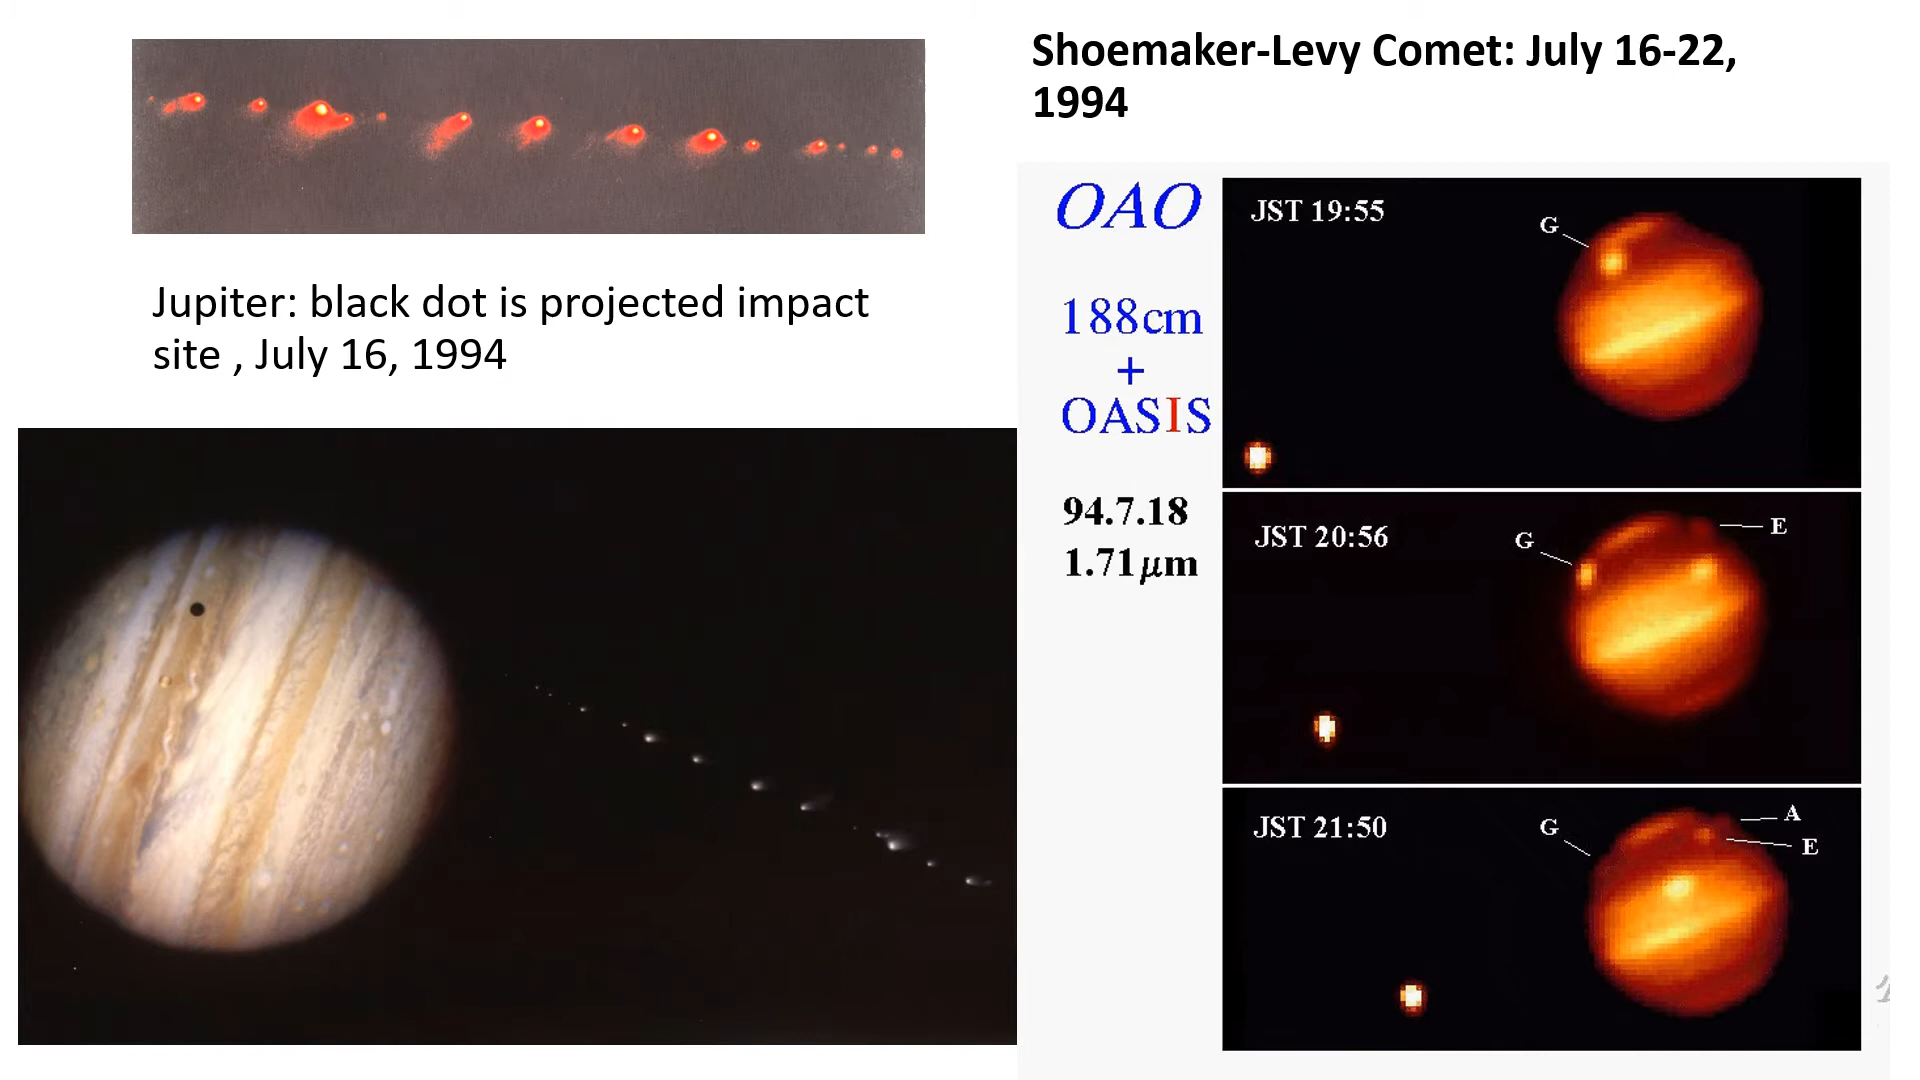 Shoemaker-Levy Comet: July 16-22,
1994
Jupiter: black dot is projected impact
site , July 16, 1994
OAO
188cm
+
OASIS
94.7.18
1.71μm
JST 19:55
G
JST 20:56
G
E
JST 21:50
G
A
E